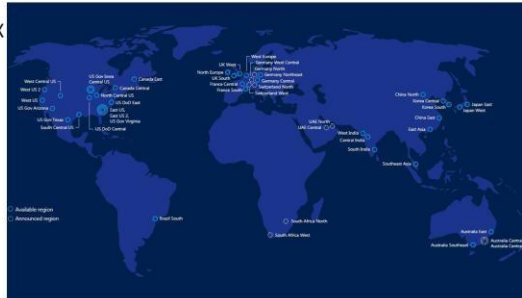 X
Canada East
US Gov Iowa
Central US
West Central US
Canada Central
West US 2
North Central US
West US
US DoD East
US Gov Arizona
East US,
East US 2,
US Gov Virginia
US Gov Texas
South Central US
US DoD Central
Brazil South
UK West
West Europe
Germany West Central
Germany North
North Europe
Germany Northeast
UK South
Germany Central
France Central
Switzerland North
France South
Switzerland West
UAE North
UAE Central
West India
Central India
South India
China North
Korea Central
Japan East
Korea South
Japan West
China East
East Asia
Southeast Asia
South Africa North
South Africa West
Australia East
Australia Central
Australia Central
Australia Southeast
Available region
Announced region